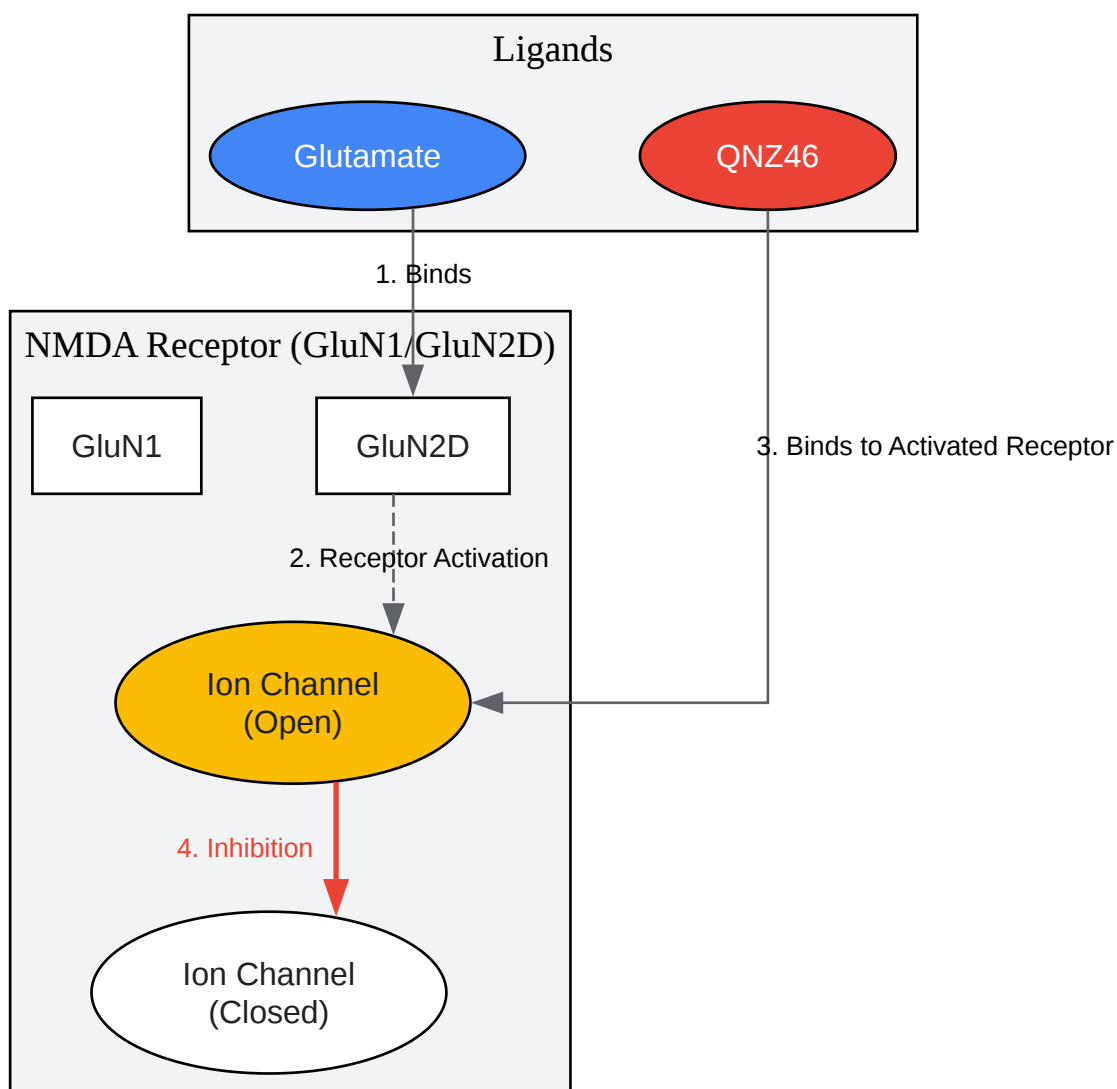 Ligands
Glutamate
QNZ46
1. Binds
NMDA Receptor (GluN1/GluN2D)
GluN1
GluN2D
3. Binds to Activated Receptor
2. Receptor Activation
Ion Channel
(Open)
4. Inhibition
Ion Channel
(Closed)